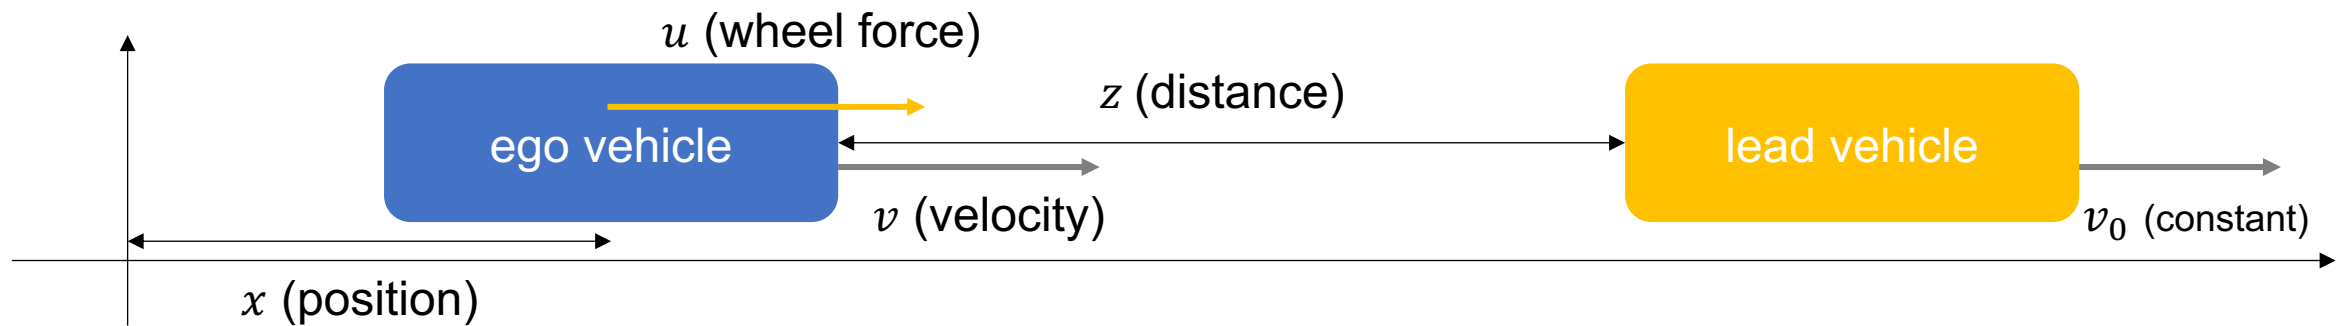 u (wheel force)
z (distance)
ego vehicle
lead vehicle
v (velocity)
v₀ (constant)
x (position)